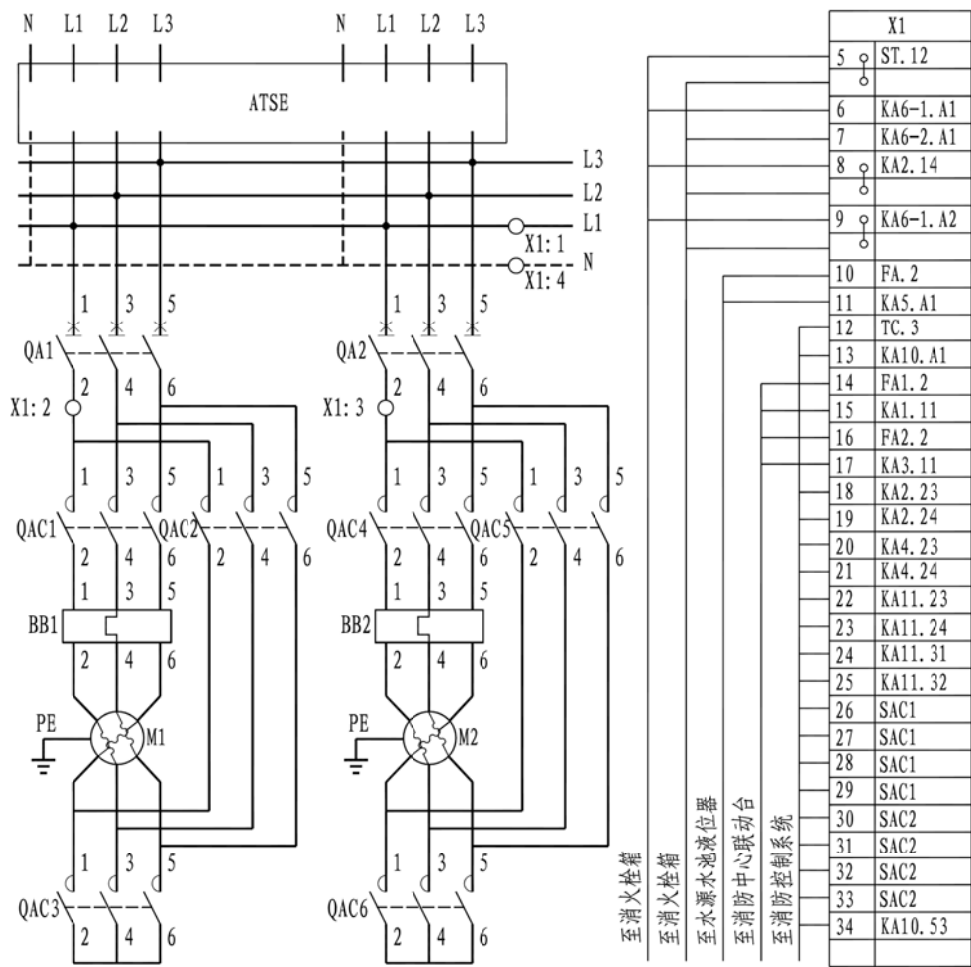 N L1 L2 L3 N L1 L2 L3
ATSE
L3
L2
L1
X1:1
N
X1:4
1 3 5 1 3 5
QA1 QA2
2 4 6 2 4 6
X1:2 X1:3
1 3 5 1 3 5 1 3 5 1 3 5
QAC1 QAC2 QAC4 QAC5
2 4 6 2 4 6 2 4 6 2 4 6
1 3 5 1 3 5
BB1 BB2
2 4 6 2 4 6
PE M1 PE M2
1 3 5 1 3 5
QAC3 QAC6
2 4 6 2 4 6
至消火栓箱
至消火栓箱
至水源水池液位器
至消防中心联动台
至消防控制系统
X1
5 ST.12
6 KA6-1.A1
7 KA6-2.A1
8 KA2.14
9 KA6-1.A2
10 FA.2
11 KA5.A1
12 TC.3
13 KA10.A1
14 FA1.2
15 KA1.11
16 FA2.2
17 KA3.11
18 KA2.23
19 KA2.24
20 KA4.23
21 KA4.24
22 KA11.23
23 KA11.24
24 KA11.31
25 KA11.32
26 SAC1
27 SAC1
28 SAC1
29 SAC1
30 SAC2
31 SAC2
32 SAC2
33 SAC2
34 KA10.53